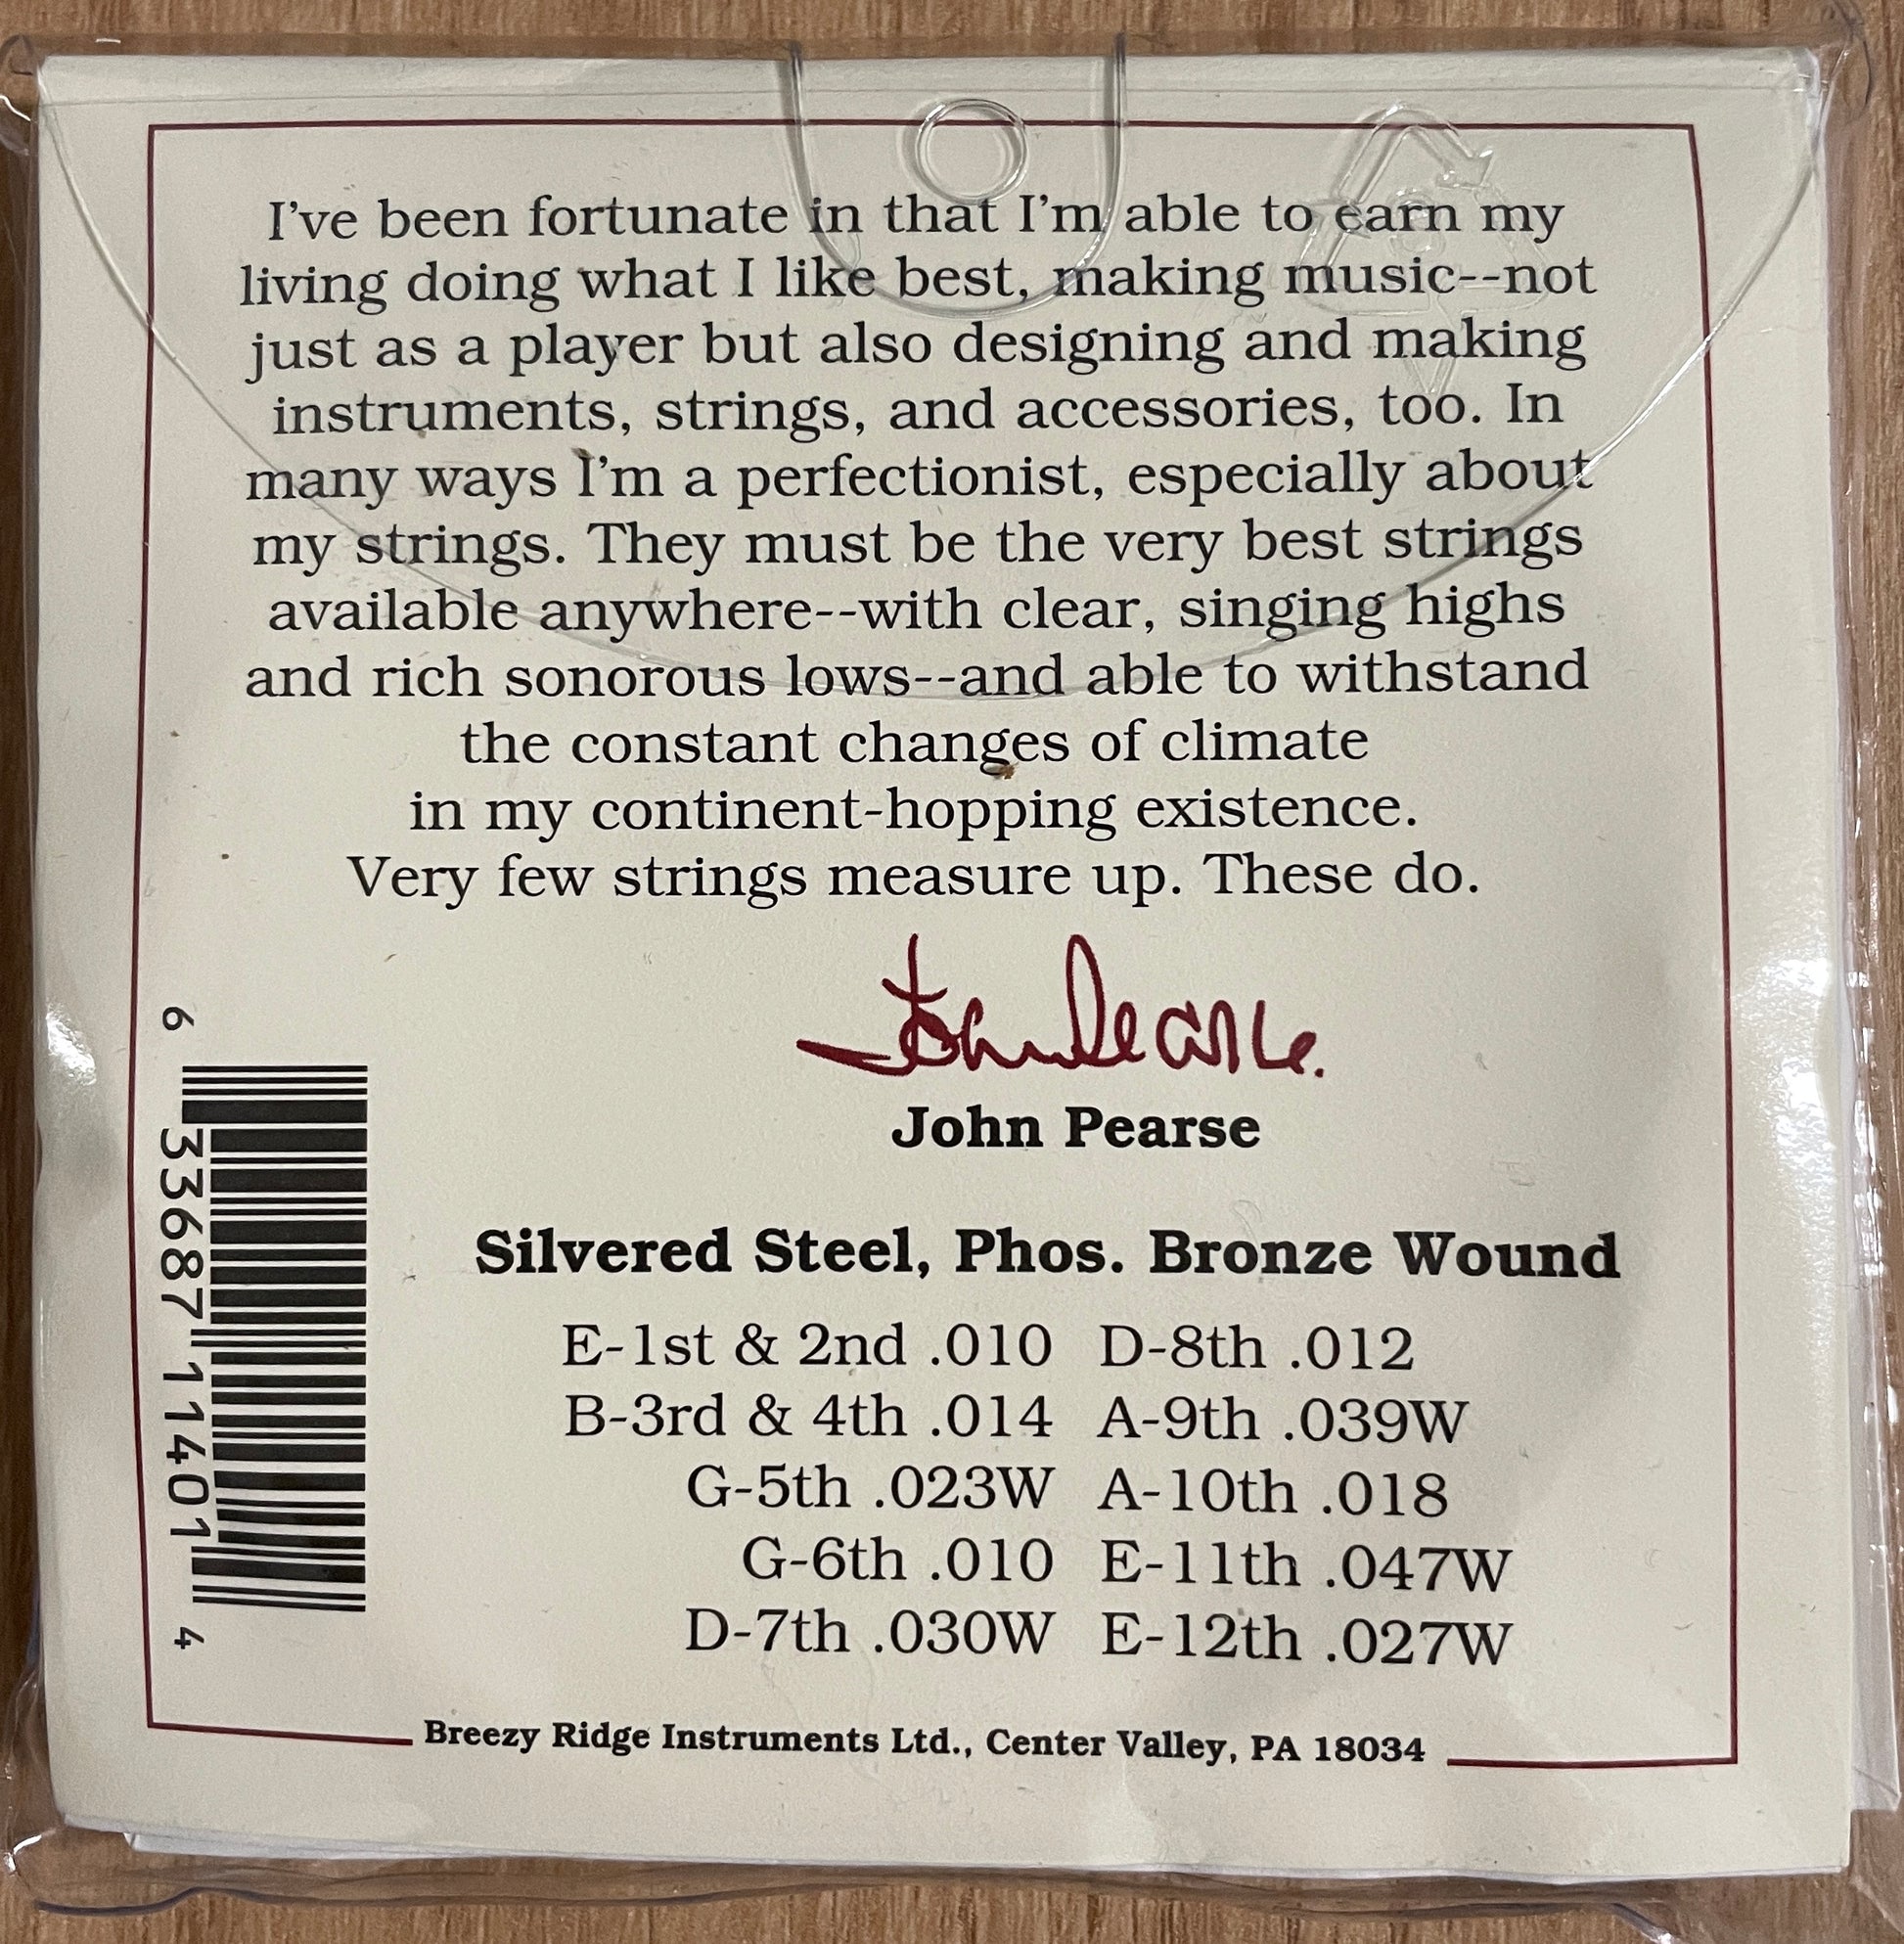 I've been fortunate in that I'm able to earn my
living doing what I like best, making music--not
just as a player but also designing and making
instruments, strings, and accessories, too. In
many ways I'm a perfectionist, especially about
my strings. They must be the very best strings
available anywhere--with clear, singing highs
and rich sonorous lows--and able to withstand
the constant changes of climate
in my continent-hopping existence.
Very few strings measure up. These do.
John Pearse.
John Pearse
Silvered Steel, Phos. Bronze Wound
E-1st & 2nd .010 D-8th .012
B-3rd & 4th .014 A-9th .039W
G-5th .023W A-10th .018
G-6th .010 E-11th .047W
D-7th .030W E-12th .027W
6 33687 11401 4
Breezy Ridge Instruments Ltd., Center Valley, PA 18034